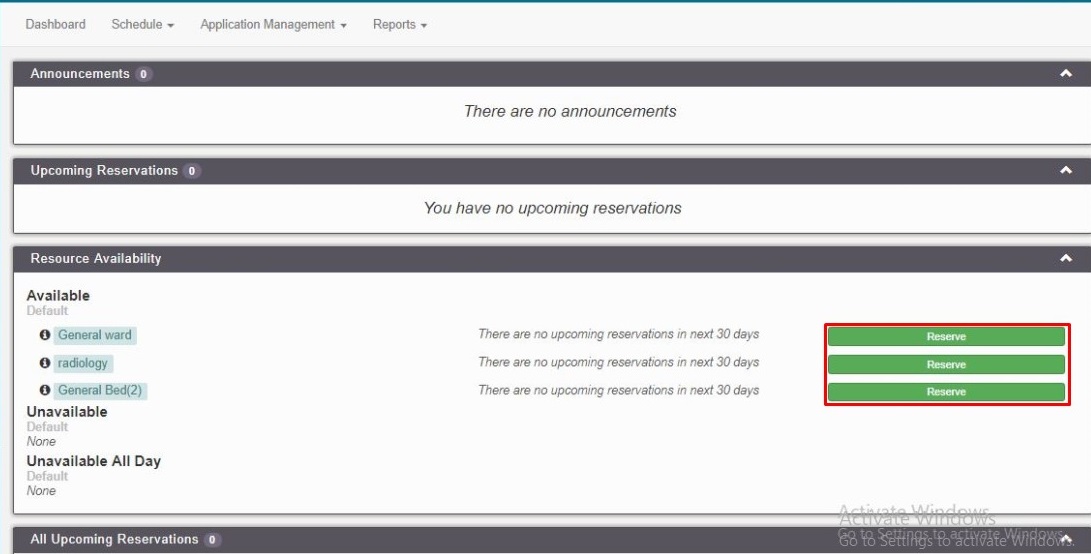 Dashboard Schedule Application Management Reports
Announcements 0
There are no announcements
Upcoming Reservations 0
You have no upcoming reservations
Resource Availability
Available
Default
General ward There are no upcoming reservations in next 30 days Reserve
radiology There are no upcoming reservations in next 30 days Reserve
General Bed(2) There are no upcoming reservations in next 30 days Reserve
Unavailable
Default
None
Unavailable All Day
Default
None
Activate Windows
Go to Settings to activate Windows.
All Upcoming Reservations 0